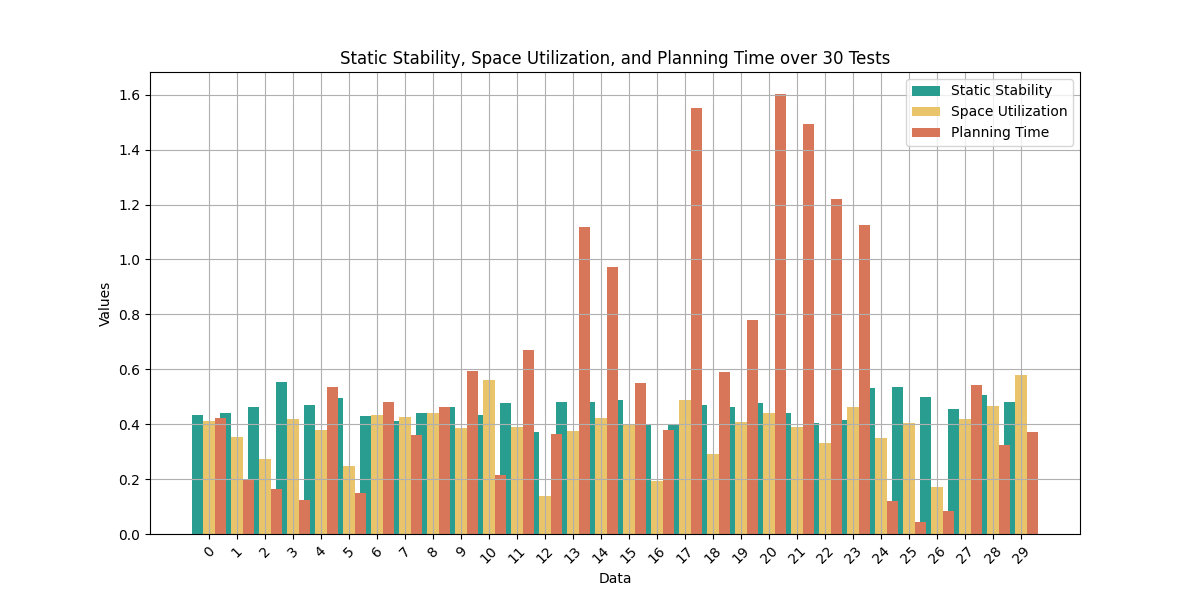 Static Stability, Space Utilization, and Planning Time over 30 Tests
Static Stability
Space Utilization
Planning Time
Values
1.6
1.4
1.2
1.0
0.8
0.6
0.4
0.2
0.0
0 1 2 3 4 5 6 7 8 9 10 11 12 13 14 15 16 17 18 19 20 21 22 23 24 25 26 27 28 29
Data